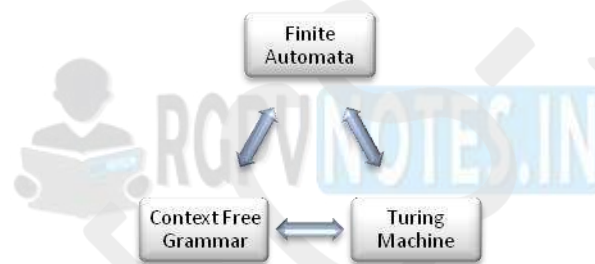 Finite
Automata
RGPVNOTES.IN
Context Free
Grammar
Turing
Machine